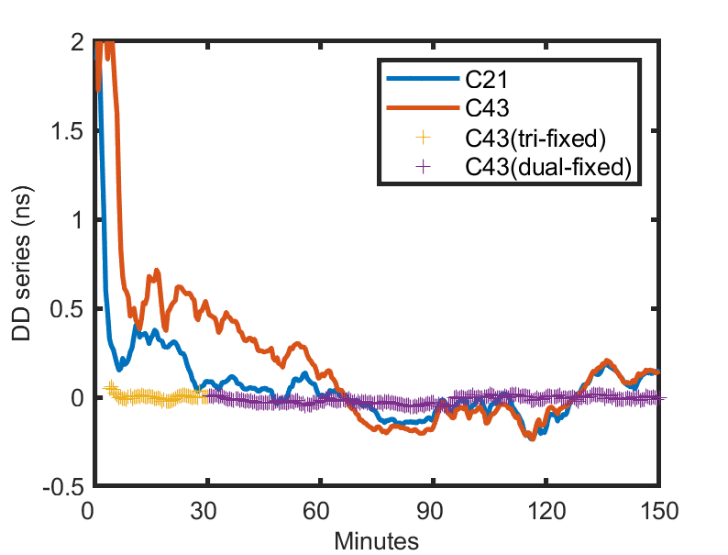 2
1.5
1
0.5
0
-0.5
DD series (ns)
C21
C43
C43(tri-fixed)
C43(dual-fixed)
0 30 60 90 120 150
Minutes